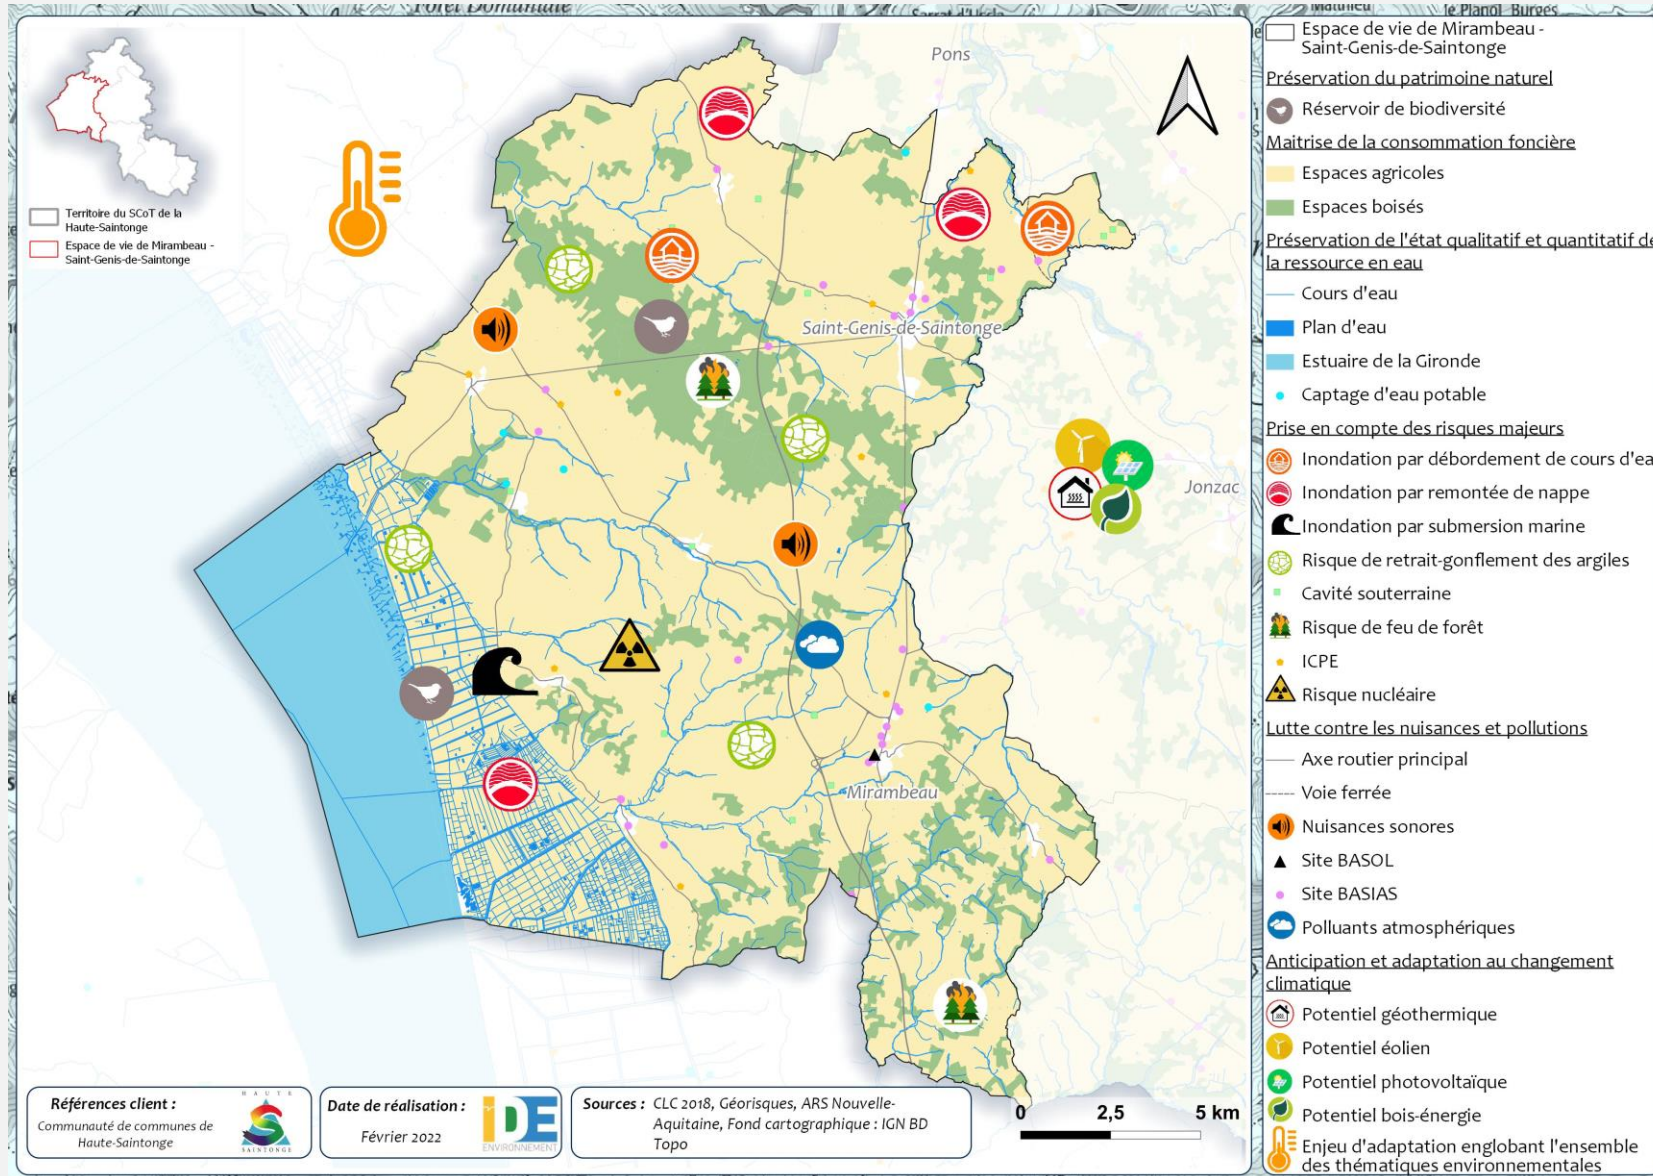 Forêt Domaniale
Pons
Territoire du SCoT de la
Haute-Saintonge
Espace de vie de Mirambeau -
Saint-Genis-de-Saintonge
Saint-Genis-de-Saintonge
Jonzac
Mirambeau
0 2,5 5 km
Références client :
Communauté de communes de
Haute-Saintonge
HAUTE
SAINTONGE
Date de réalisation :
Février 2022
IDE
ENVIRONNEMENT
Sources : CLC 2018, Géorisques, ARS Nouvelle-
Aquitaine, Fond cartographique : IGN BD
Topo
le Planol Burges
Espace de vie de Mirambeau -
Saint-Genis-de-Saintonge
Préservation du patrimoine naturel
Réservoir de biodiversité
Maitrise de la consommation foncière
Espaces agricoles
Espaces boisés
Préservation de l'état qualitatif et quantitatif de
la ressource en eau
Cours d'eau
Plan d'eau
Estuaire de la Gironde
Captage d'eau potable
Prise en compte des risques majeurs
Inondation par débordement de cours d'ea
Inondation par remontée de nappe
Inondation par submersion marine
Risque de retrait-gonflement des argiles
Cavité souterraine
Risque de feu de forêt
ICPE
Risque nucléaire
Lutte contre les nuisances et pollutions
Axe routier principal
Voie ferrée
Nuisances sonores
Site BASOL
Site BASIAS
Polluants atmosphériques
Anticipation et adaptation au changement
climatique
Potentiel géothermique
Potentiel éolien
Potentiel photovoltaïque
Potentiel bois-énergie
Enjeu d'adaptation englobant l'ensemble
des thématiques environnementales